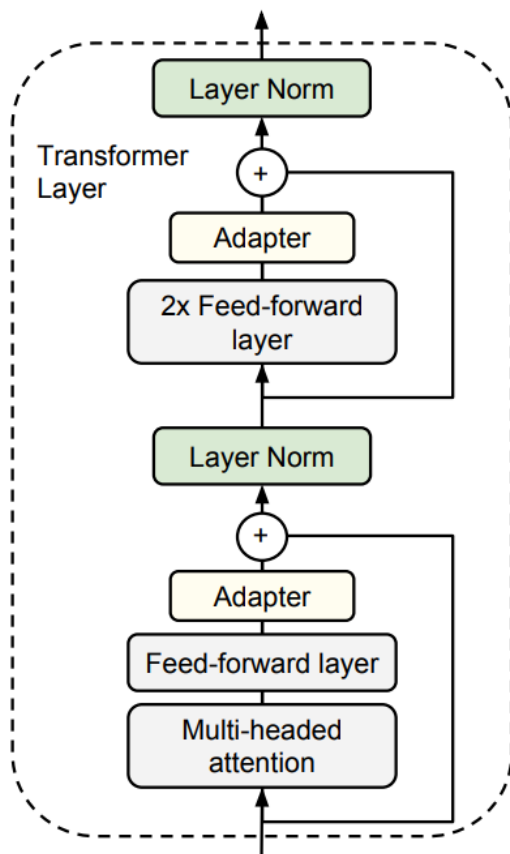 Layer Norm
Transformer
Layer
+
Adapter
2x Feed-forward
layer
Layer Norm
+
Adapter
Feed-forward layer
Multi-headed
attention